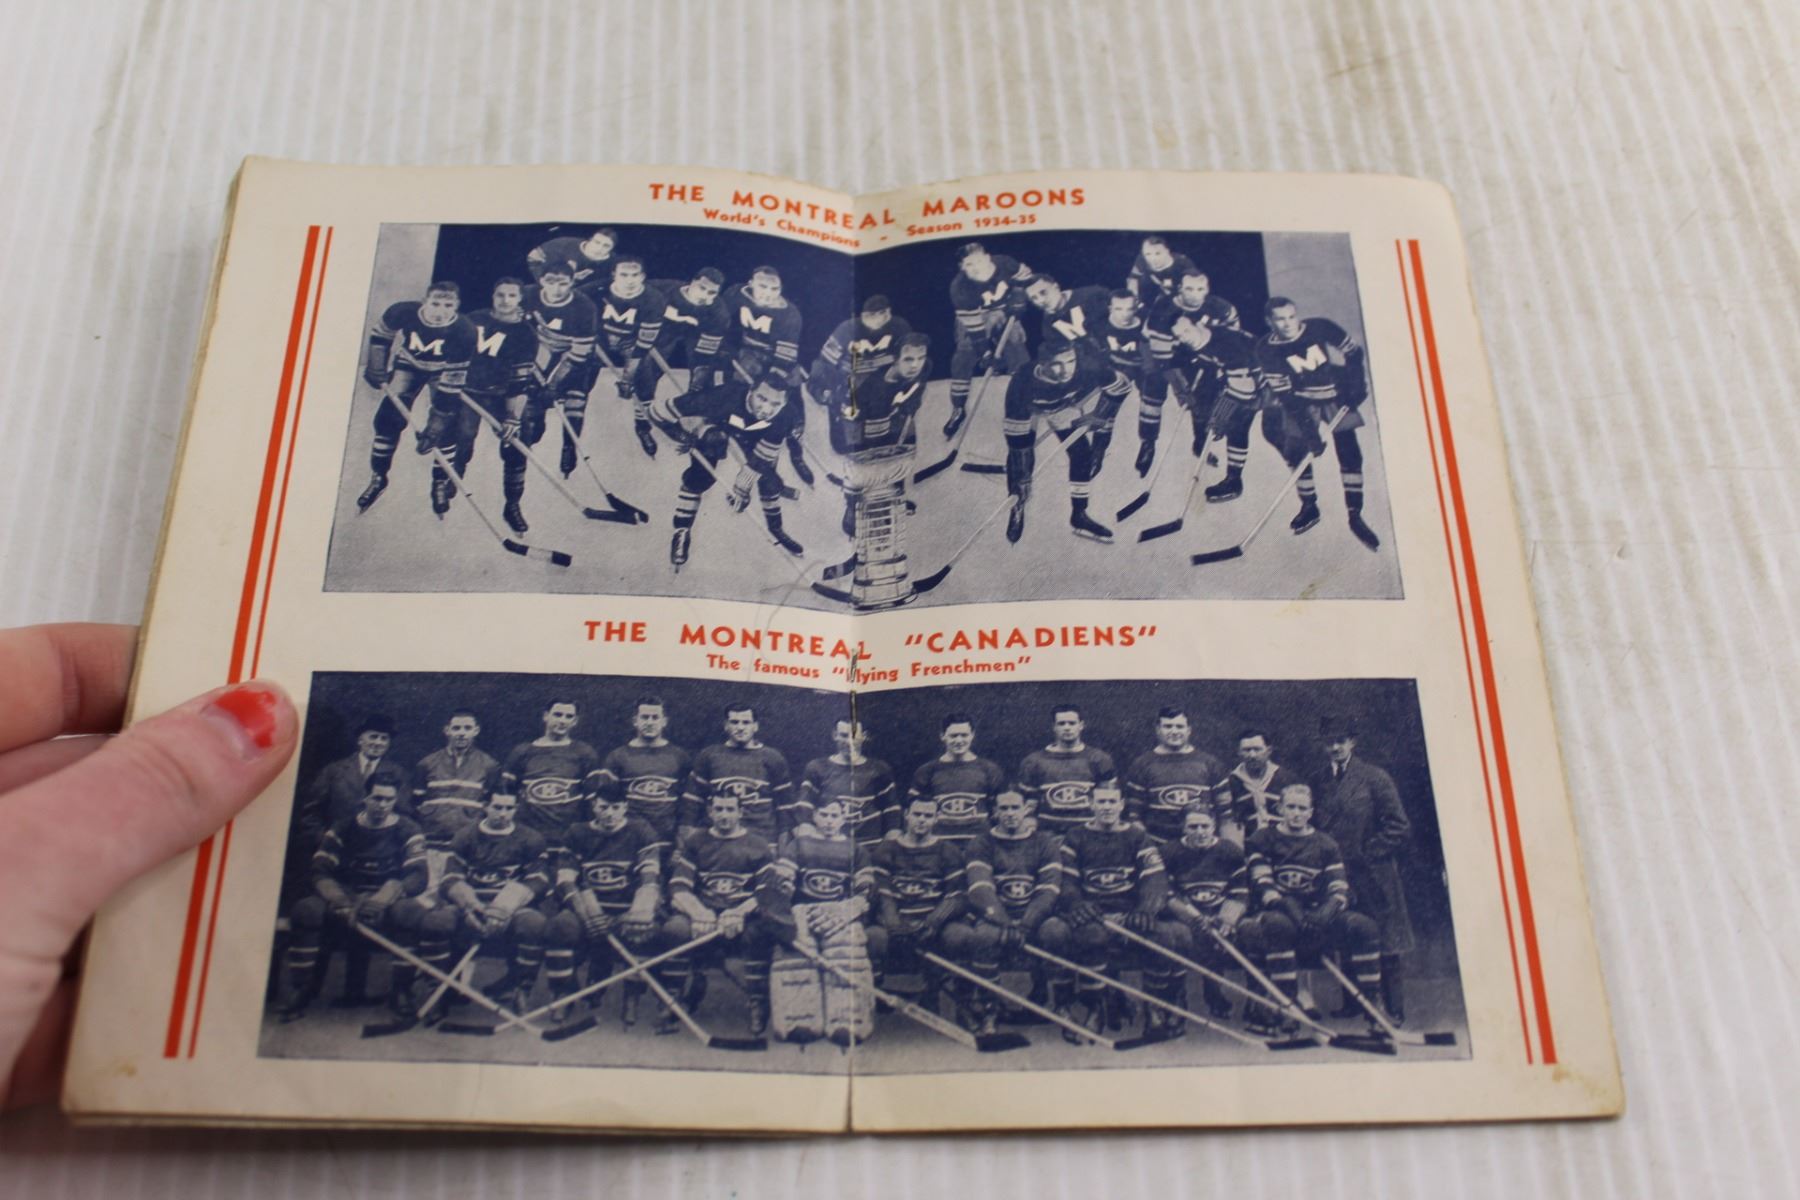 THE MONTREAL MAROONS
World's Champions - Season 1934-35
M M M M M M M M M M M M
THE MONTREAL "CANADIENS"
The famous "Flying Frenchmen"